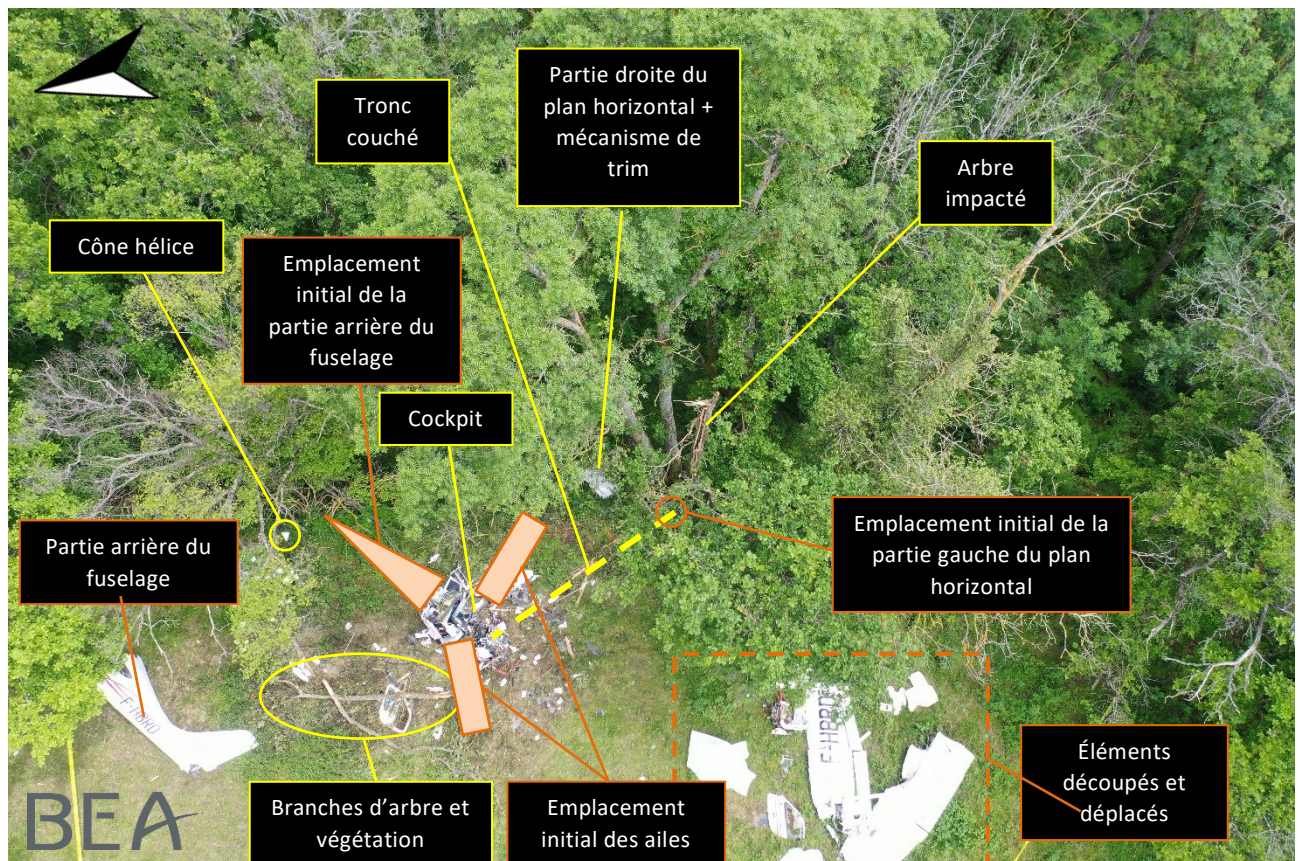 Partie droite du
plan horizontal +
mécanisme de
trim
Tronc
couché
Arbre
impacté
Cône hélice
Emplacement
initial de la
partie arrière du
fuselage
Cockpit
Partie arrière du
fuselage
Emplacement initial de la
partie gauche du plan
horizontal
F-HBRD
F-HBRD
Éléments
découpés et
déplacés
Branches d'arbre et
végétation
Emplacement
initial des ailes
BEA